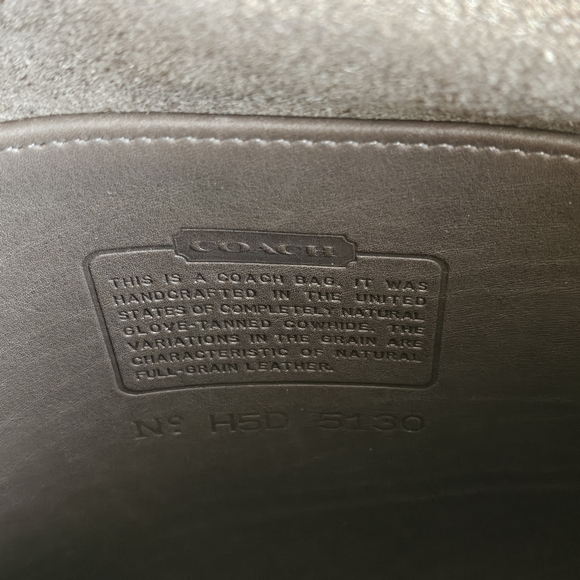 COACH
THIS IS A COACH BAG. IT WAS
HANDCRAFTED IN THE UNITED
STATES OF COMPLETELY NATURAL
GLOVE-TANNED COWHIDE. THE
VARIATIONS IN THE GRAIN ARE
CHARACTERISTIC OF NATURAL
FULL-GRAIN LEATHER.
Nº H5D 5130